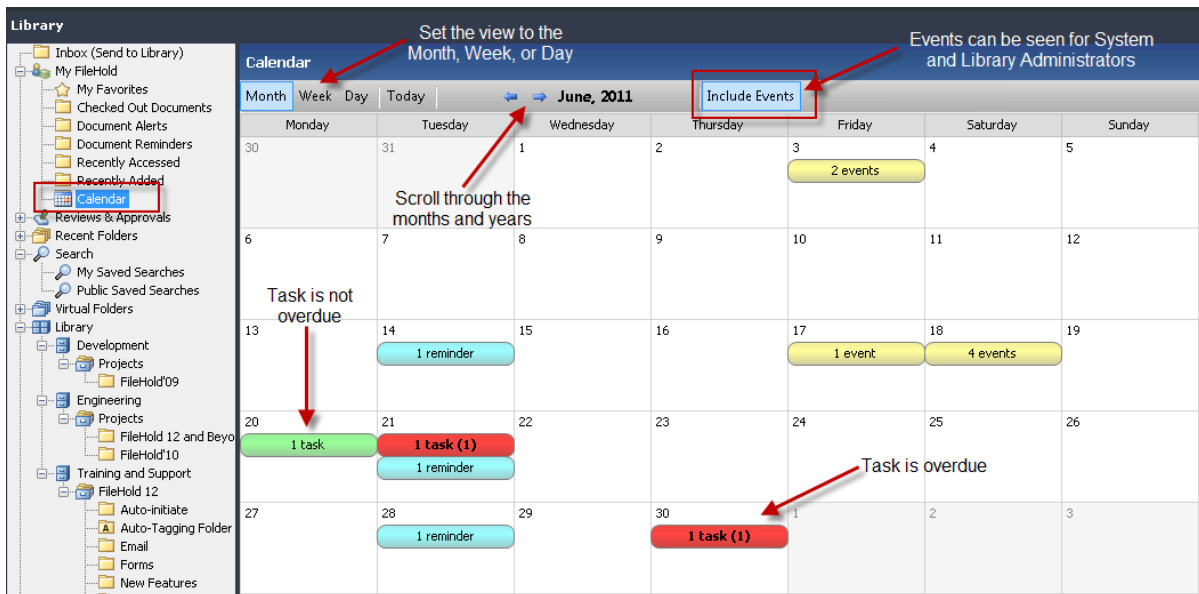 Library
Inbox (Send to Library)
My FileHold
My Favorites
Checked Out Documents
Document Alerts
Document Reminders
Recently Accessed
Recently Added
Calendar
Reviews & Approvals
Recent Folders
Search
My Saved Searches
Public Saved Searches
Virtual Folders
Library
Development
Projects
FileHold'09
Engineering
Projects
FileHold 12 and Beyo
FileHold'10
Training and Support
FileHold 12
Auto-initiate
A Auto-Tagging Folder
Email
Forms
New Features
Set the view to the
Month, Week, or Day
Events can be seen for System
and Library Administrators
Calendar
Month Week Day Today June, 2011 Include Events
Monday Tuesday Wednesday Thursday Friday Saturday Sunday
30 31 1 2 3 4 5
2 events
Scroll through the
months and years
6 7 8 9 10 11 12
Task is not
overdue
13 14 15 16 17 18 19
1 reminder 1 event 4 events
20 21 22 23 24 25 26
1 task 1 task (1)
1 reminder
Task is overdue
27 28 29 30 1 2 3
1 reminder 1 task (1)